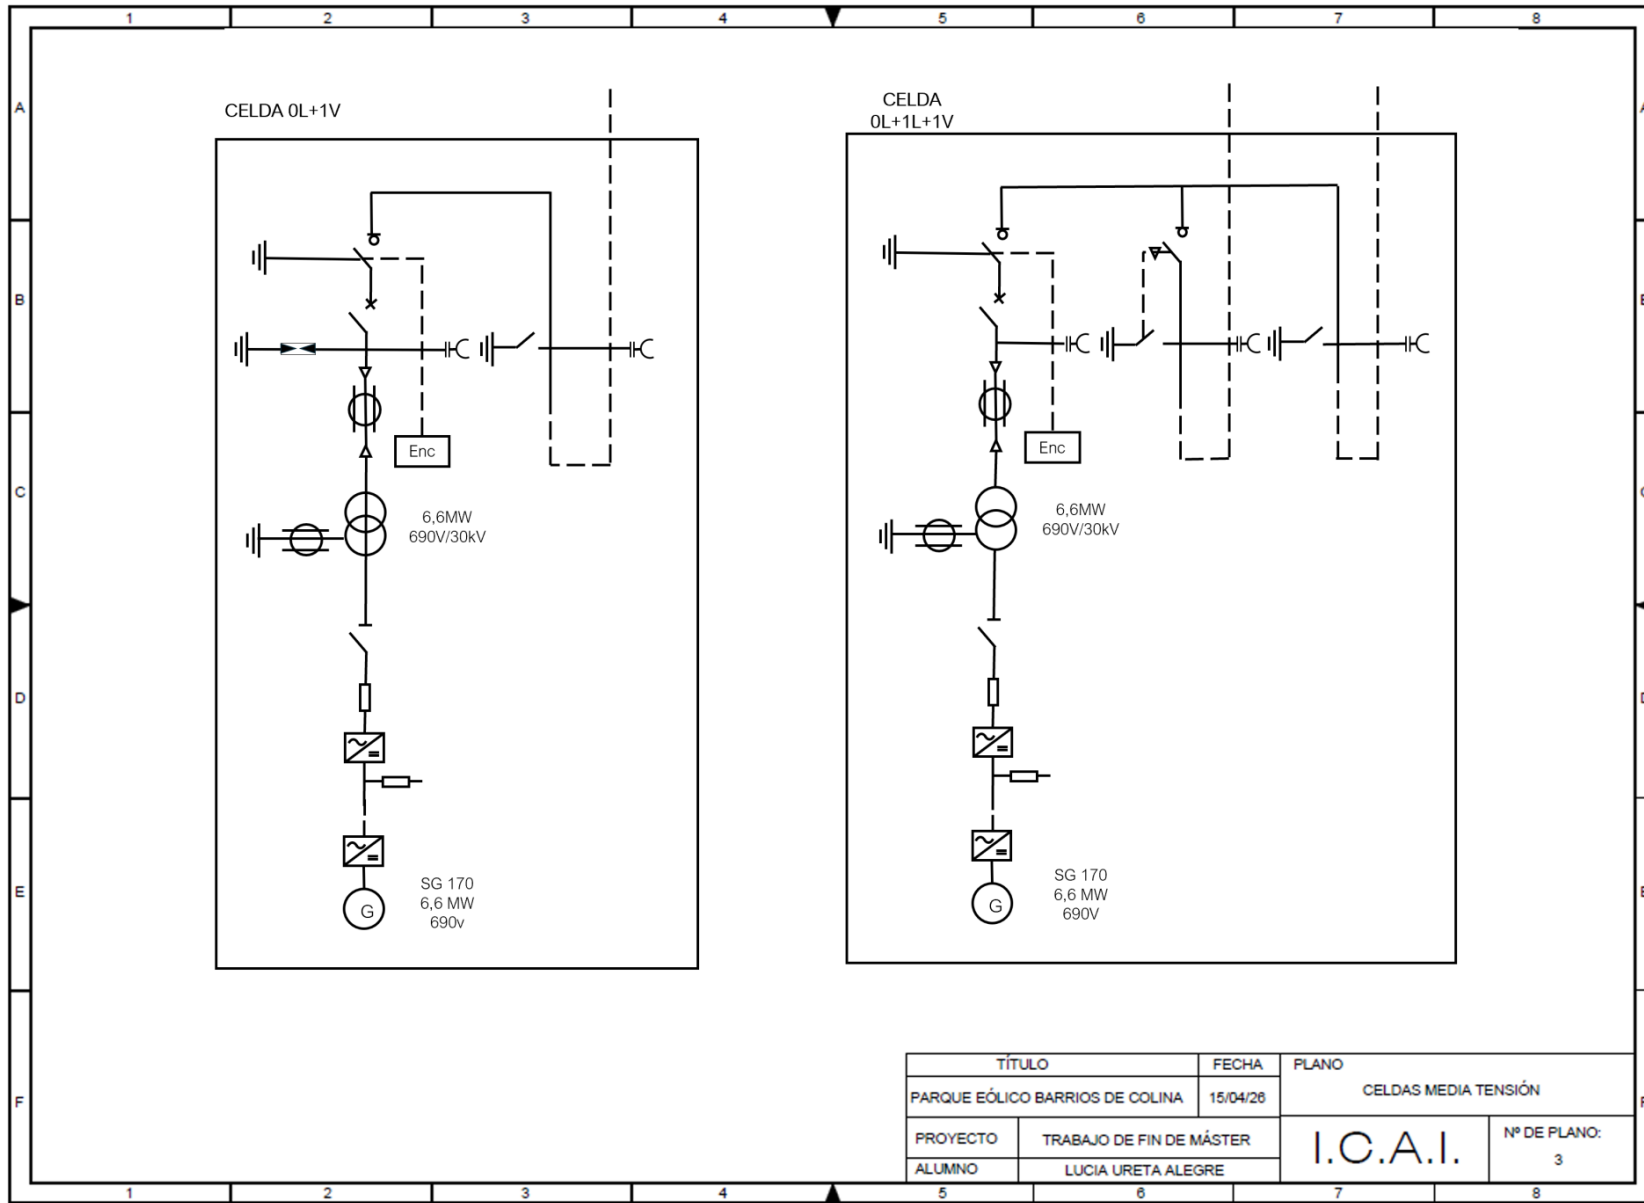 1 2 3 4 5 6 7 8
A
B
C
D
E
F
A
B
C
D
E
F
CELDA 0L+1V
Enc
6,6MW
690V/30kV
SG 170
6,6 MW
690v
G
CELDA
0L+1L+1V
Enc
6,6MW
690V/30kV
SG 170
6,6 MW
690V
G
TÍTULO FECHA PLANO
PARQUE EÓLICO BARRIOS DE COLINA 15/04/26 CELDAS MEDIA TENSIÓN
PROYECTO TRABAJO DE FIN DE MÁSTER I.C.A.I. Nº DE PLANO:
3
ALUMNO LUCIA URETA ALEGRE
1 2 3 4 5 6 7 8